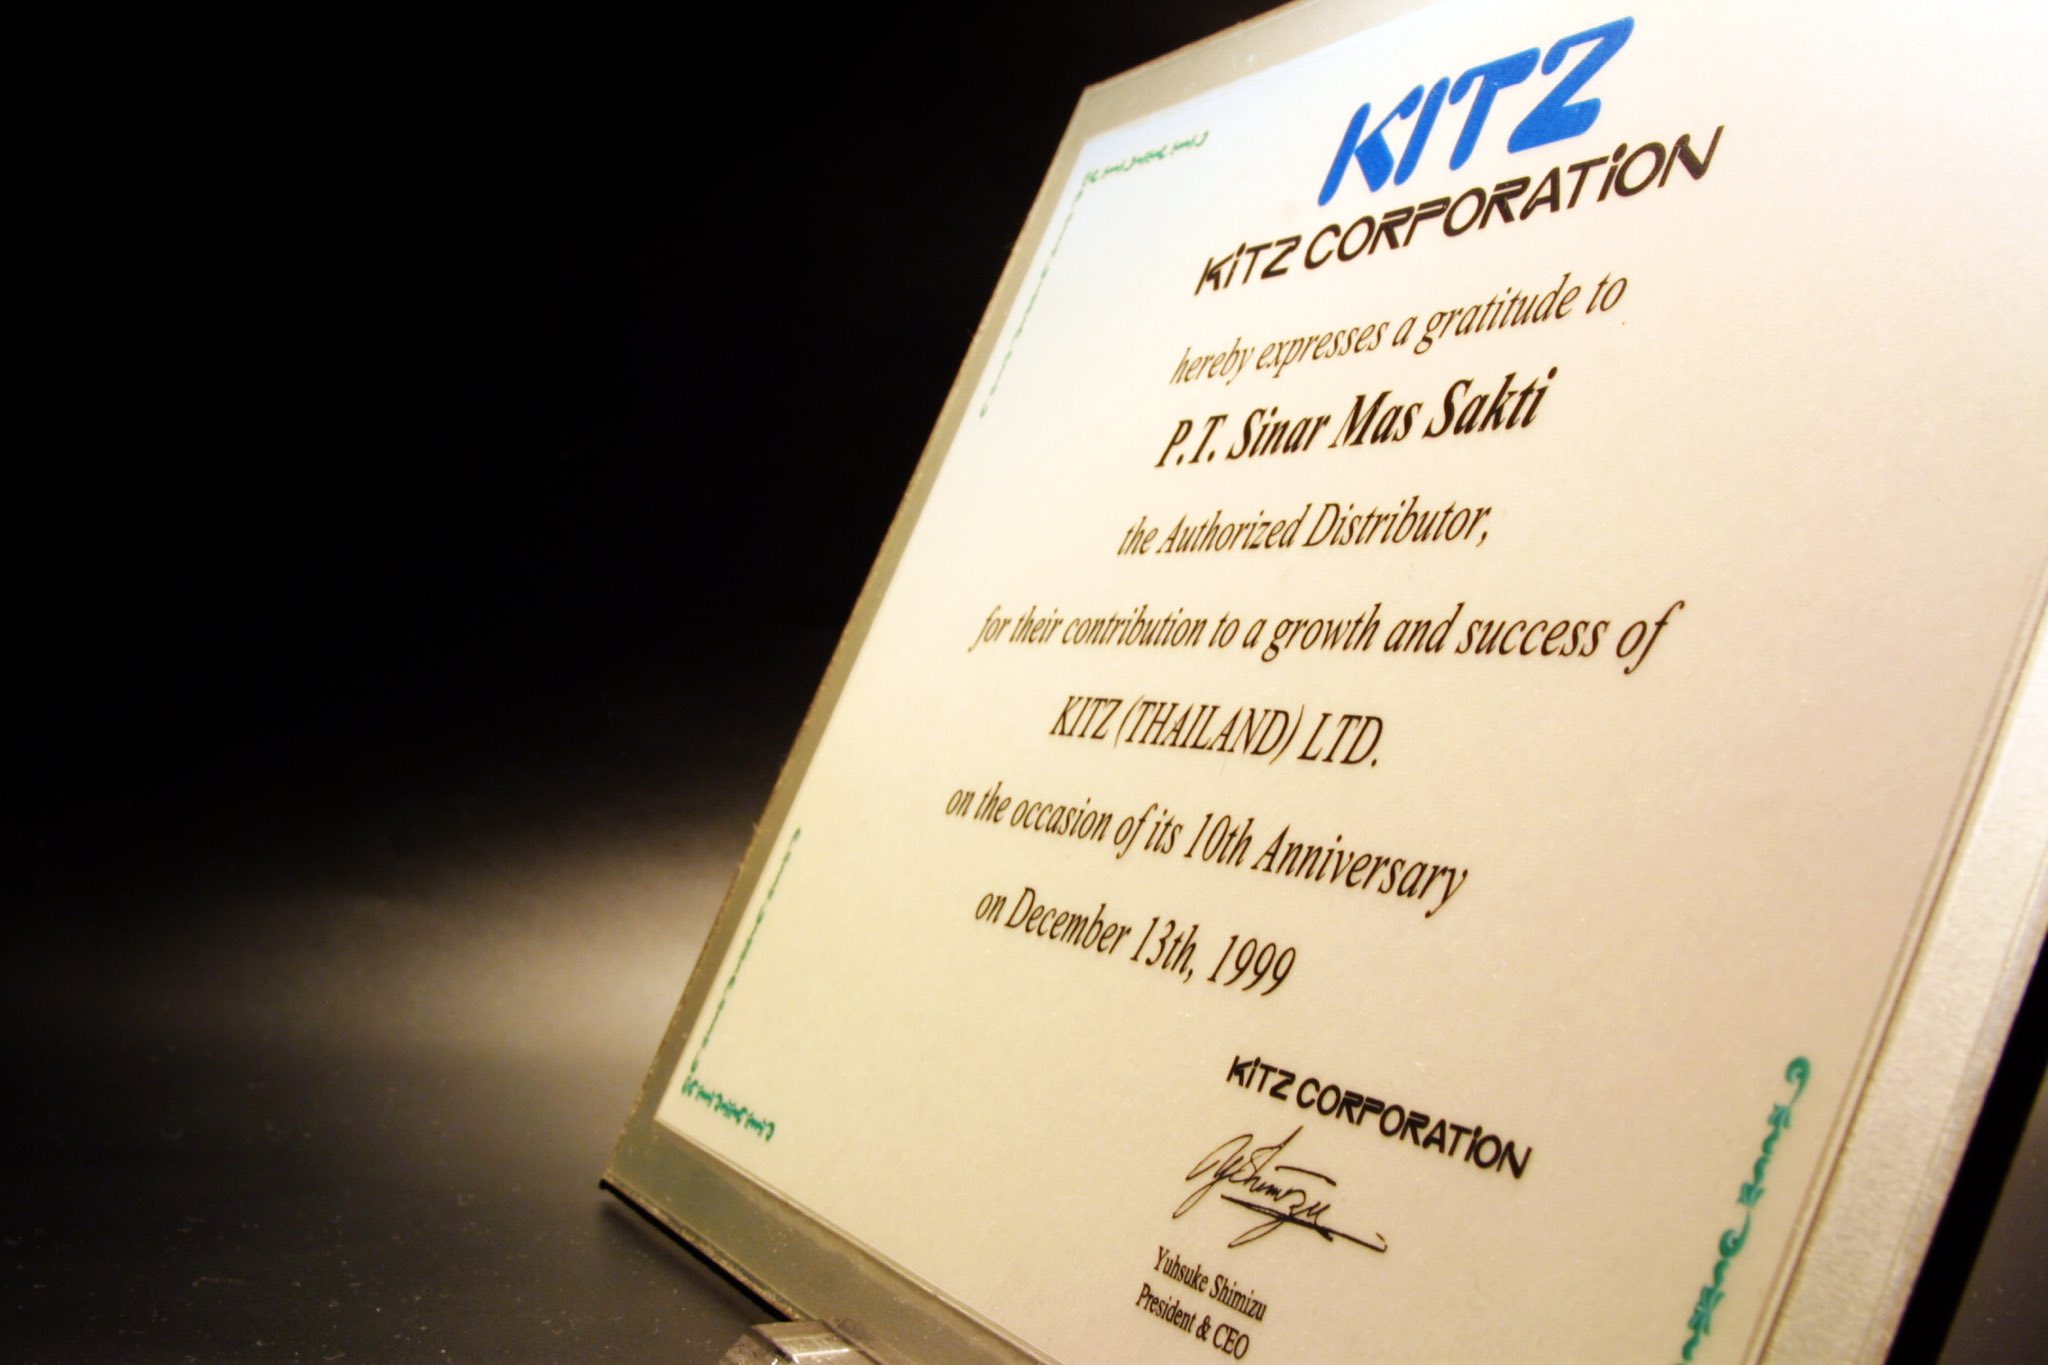 KITZ
KITZ CORPORATION
hereby expresses a gratitude to
P.T. Sinar Mas Sakti
the Authorized Distributor,
for their contribution to a growth and success of
KITZ (THAILAND) LTD.
on the occasion of its 10th Anniversary
on December 13th, 1999
KITZ CORPORATION
Yuhsuke Shimizu
President & CEO